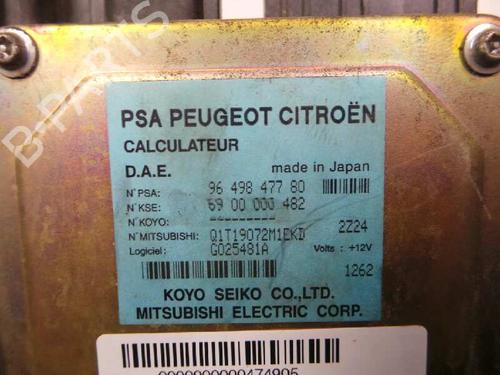 PSA PEUGEOT CITROËN
CALCULATEUR
D.A.E. made in Japan
N° PSA: 96 498 477 80
N° KSE: 69 00 000 482
N° KOYO: ---------
N° MITSUBISHI: Q1T19072M1EKD 2Z24
Logiciel: G025481A Volts : +12V
1262
KOYO SEIKO CO.,LTD.
MITSUBISHI ELECTRIC CORP.
B-PARTS